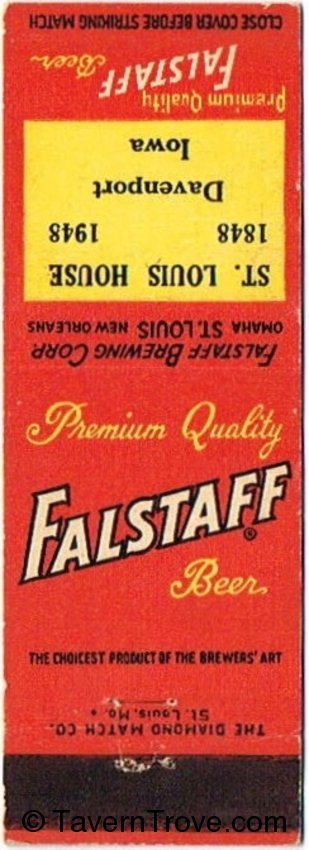 CLOSE COVER BEFORE STRIKING MATCH
Premium Quality
FALSTAFF
Beer
ST. LOUIS HOUSE
1848 1948
Davenport
Iowa
FALSTAFF BREWING CORP.
OMAHA ST. LOUIS NEW ORLEANS
Premium Quality
FALSTAFF®
Beer
THE CHOICEST PRODUCT OF THE BREWERS' ART
THE DIAMOND MATCH CO.
St. Louis, Mo.
© TavernTrove.com